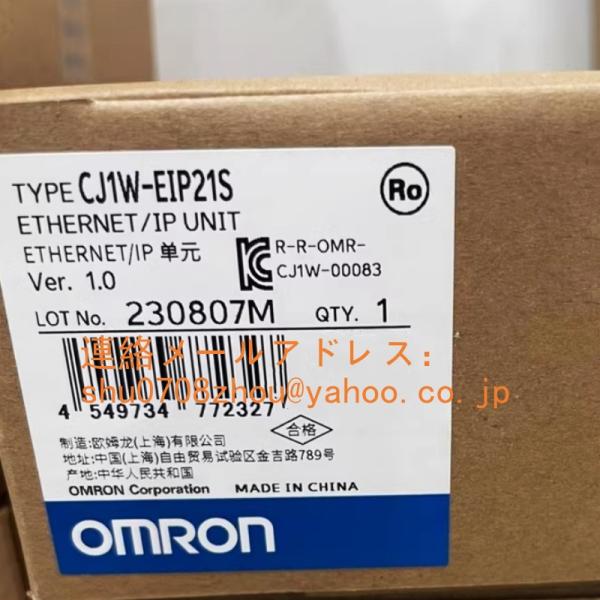 TYPE CJ1W-EIP21S
Ro
ETHERNET/IP UNIT
ETHERNET/IP 单元
R-R-OMR-
CJ1W-00083
Ver. 1.0
LOT No. 230807M QTY. 1
連絡メールアドレス:
shu0708zhou@yahoo.co.jp
4 549734 772327
合格
制造:欧姆龙(上海)有限公司
地址:中国(上海)自由贸易试验区金吉路789号
产地:中华人民共和国
OMRON Corporation MADE IN CHINA
OMRON